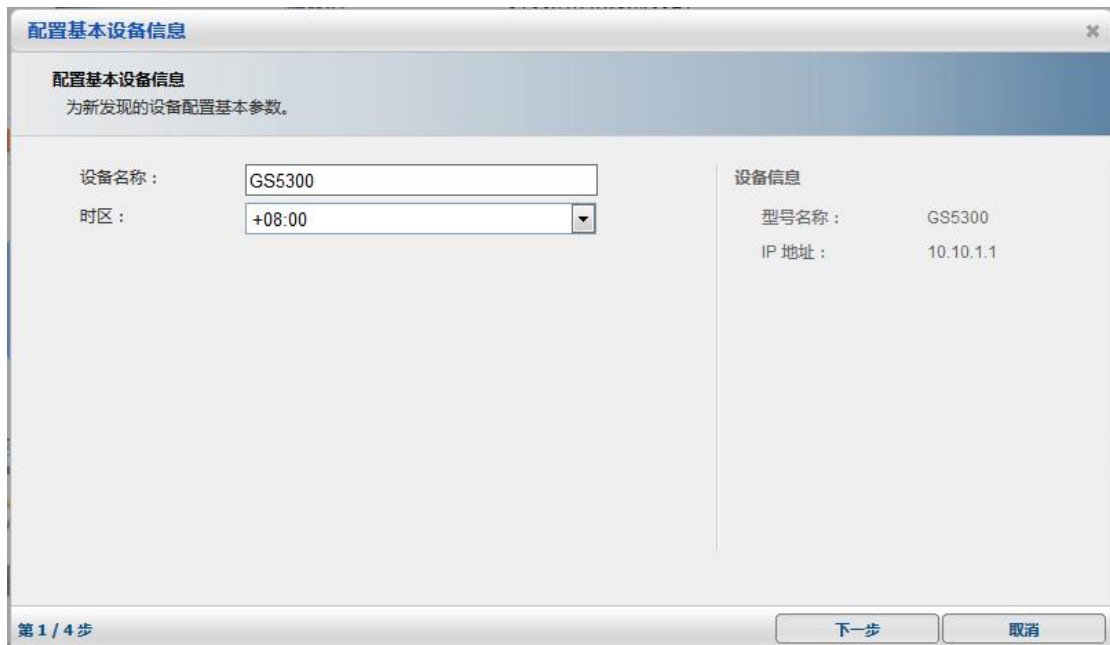 配置基本设备信息
配置基本设备信息
为新发现的设备配置基本参数。
设备名称：
GS5300
时区：
+08:00
设备信息
型号名称：
GS5300
IP 地址：
10.10.1.1
第 1 / 4 步
下一步
取消